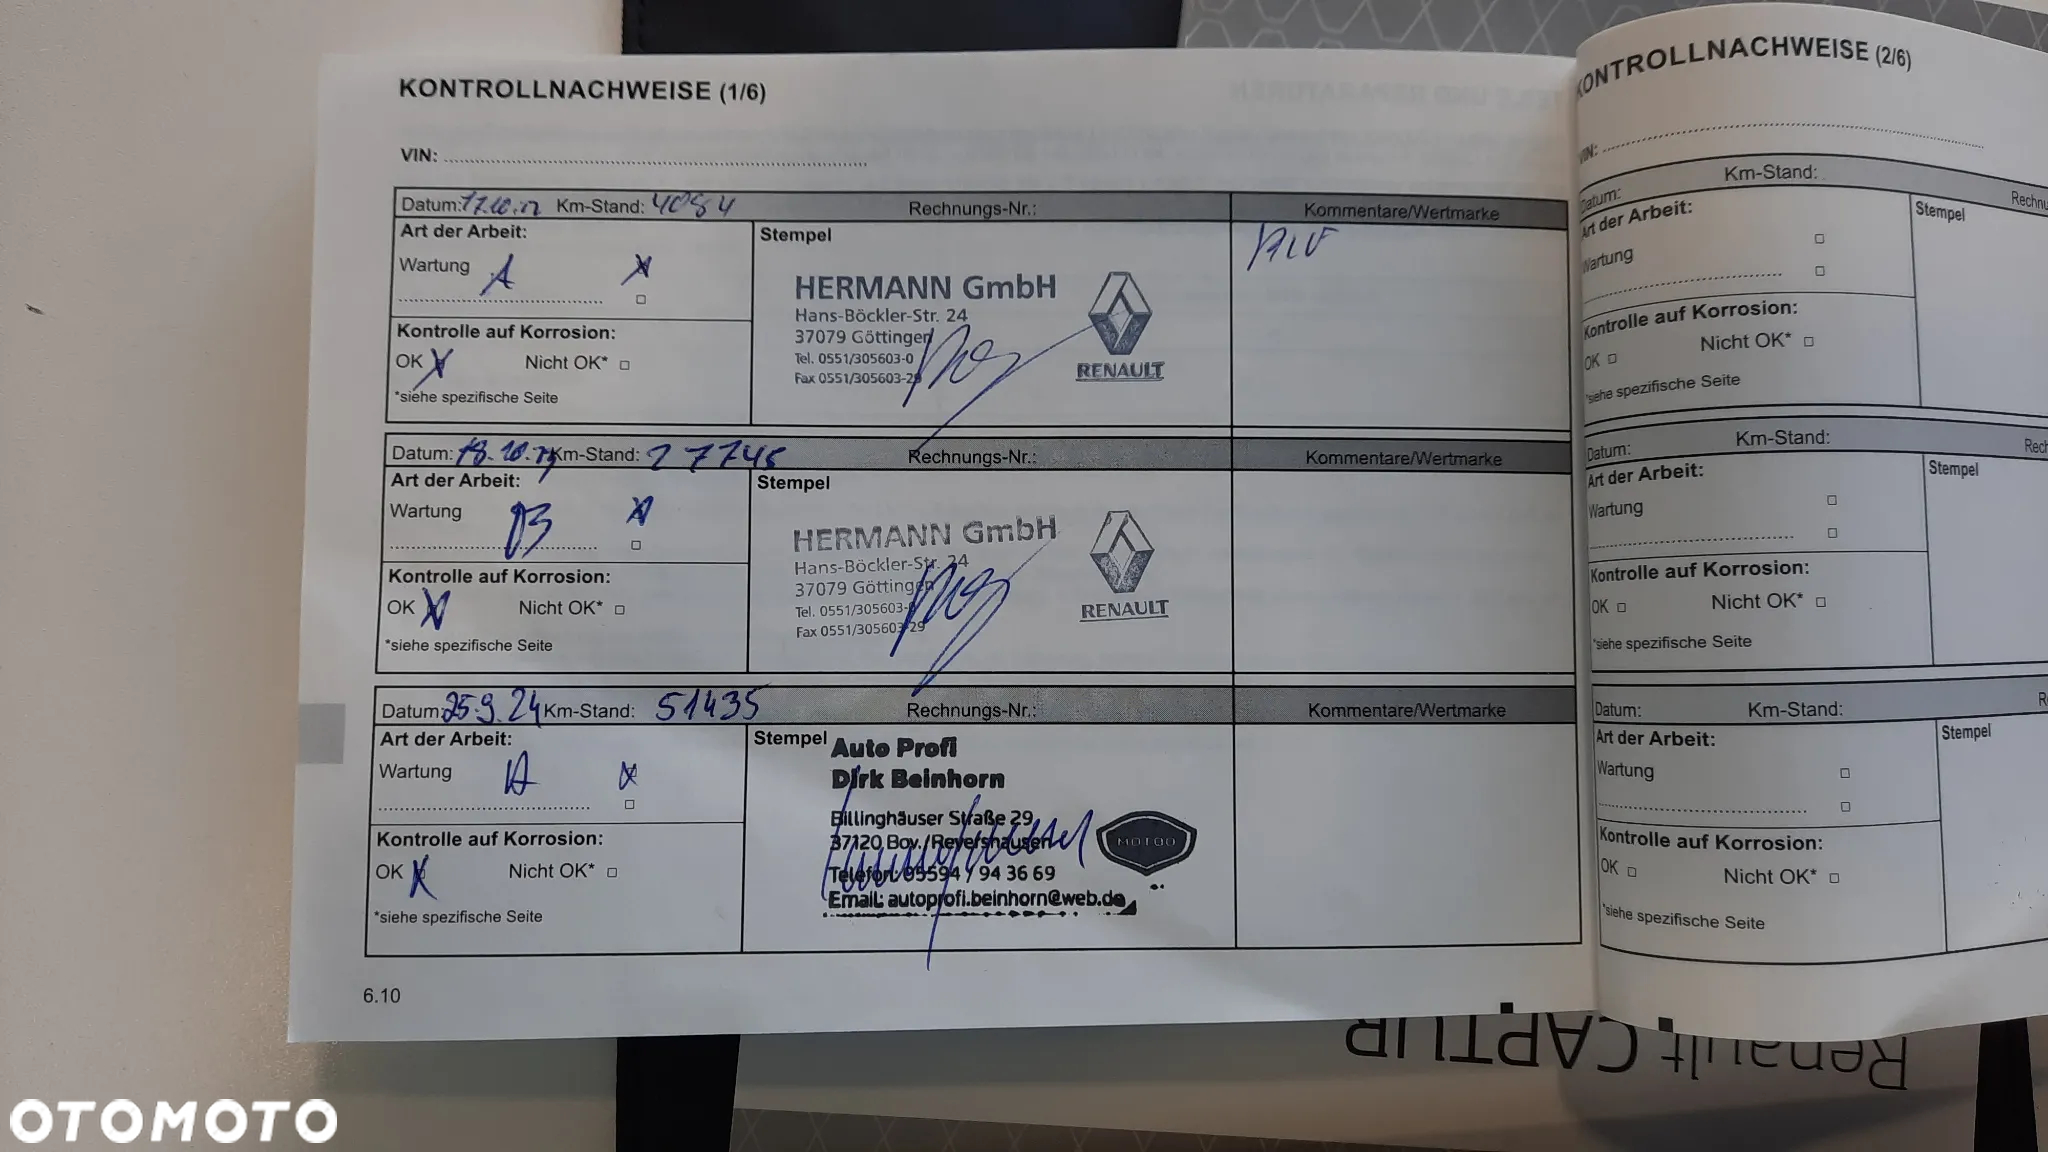 KONTROLLNACHWEISE (1/6)
VIN:
Datum: 17.10.17 Km-Stand: 4084 Rechnungs-Nr.: Kommentare/Wertmarke
Art der Arbeit:
Wartung A
Kontrolle auf Korrosion:
OK X Nicht OK* □
*siehe spezifische Seite
Stempel
HERMANN GmbH
Hans-Böckler-Str. 24
37079 Göttingen
Tel. 0551/305603-0
Fax 0551/305603-29
RENAULT
Datum: 18.10. Km-Stand: 27745 Rechnungs-Nr.: Kommentare/Wertmarke
Art der Arbeit:
Wartung B
Kontrolle auf Korrosion:
OK X Nicht OK* □
*siehe spezifische Seite
Stempel
HERMANN GmbH
Hans-Böckler-Str. 24
37079 Göttingen
Tel. 0551/305603-0
Fax 0551/305603-29
RENAULT
Datum: 25.9.24 Km-Stand: 51435 Rechnungs-Nr.: Kommentare/Wertmarke
Art der Arbeit:
Wartung A
Kontrolle auf Korrosion:
OK X Nicht OK* □
*siehe spezifische Seite
Stempel
Auto Profi
Dirk Beinhorn
Billinghäuser Straße 29
37120 Bov./Reyershausen
Telefon: 05594 / 94 36 69
Email: autoprofi.beinhorn@web.de
MOTOO
6.10
KONTROLLNACHWEISE (2/6)
VIN:
Datum: Km-Stand:
Art der Arbeit:
Wartung
Kontrolle auf Korrosion:
OK □ Nicht OK* □
*siehe spezifische Seite
Stempel
Datum: Km-Stand:
Art der Arbeit:
Wartung
Kontrolle auf Korrosion:
OK □ Nicht OK* □
*siehe spezifische Seite
Stempel
Datum: Km-Stand:
Art der Arbeit:
Wartung
Kontrolle auf Korrosion:
OK □ Nicht OK* □
*siehe spezifische Seite
Stempel
Renault CAPTUR
OTOMOTO